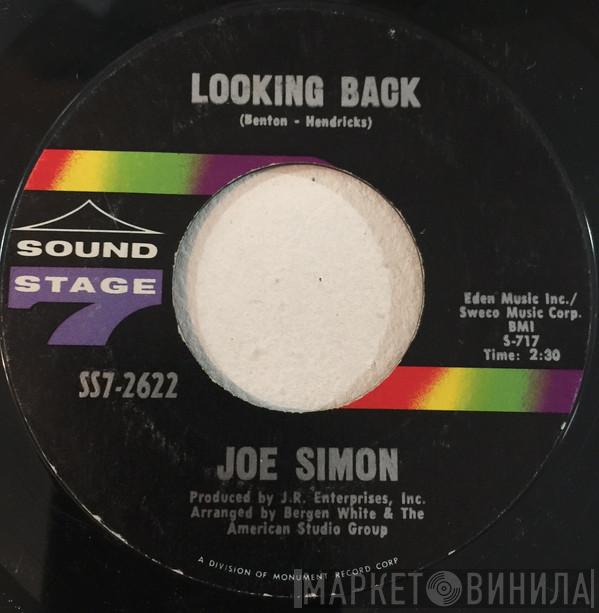 LOOKING BACK
(Benton - Hendricks)
SOUND
STAGE
7
Eden Music Inc./
Sweco Music Corp.
BMI
S-717
Time: 2:30
SS7-2622
JOE SIMON
Produced by J.R. Enterprises, Inc.
Arranged by Bergen White & The
American Studio Group
A DIVISION OF MONUMENT RECORD CORP
МАРКЕТ ВИНИЛА